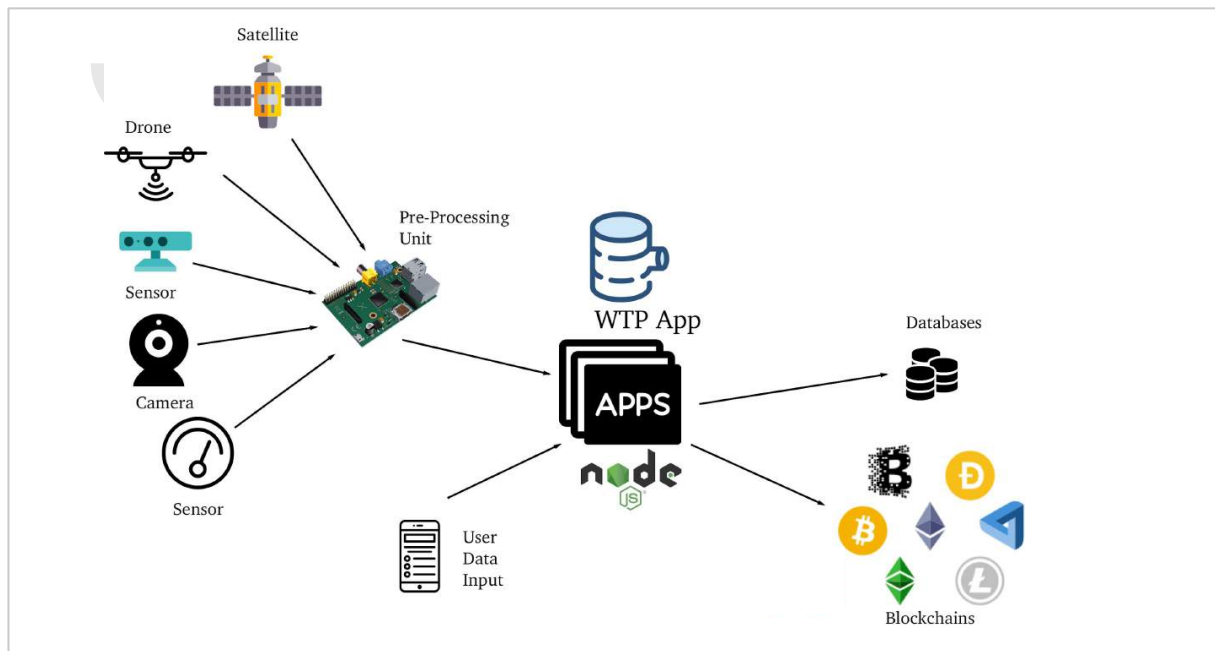 Satellite
Drone
Pre-Processing
Unit
Sensor
WTP App
Databases
Camera
APPS
node
JS
Sensor
User
Data
Input
Blockchains